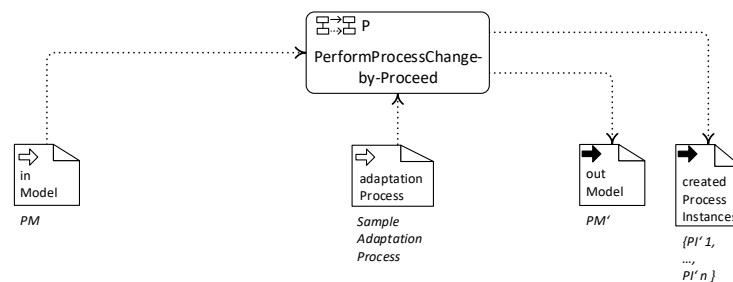 P
PerformProcessChange-
by-Proceed
in
Model
PM
adaptation
Process
Sample
Adaptation
Process
out
Model
PM‘
created
Process
Instances
{PI‘ 1,
…,
PI‘ n }